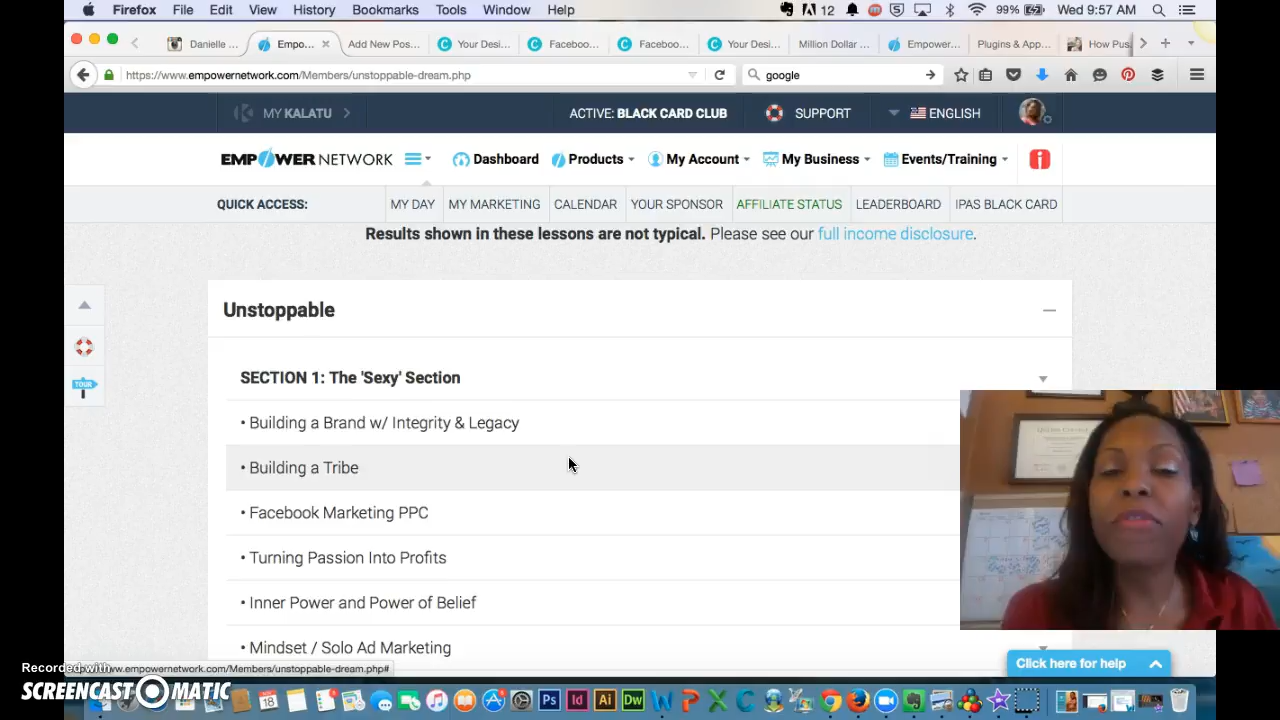 Firefox File Edit View History Bookmarks Tools Window Help 12 5 99% Wed 9:57 AM
Danielle ... Empo... Add New Pos... Your Desi... Faceboo... Faceboo... Your Desi... Million Dollar ... Empower... Plugins & App... How Pus
https://www.empowernetwork.com/Members/unstoppable-dream.php google
MY KALATU ACTIVE: BLACK CARD CLUB SUPPORT ENGLISH
EMPOWER NETWORK Dashboard Products My Account My Business Events/Training
QUICK ACCESS: MY DAY MY MARKETING CALENDAR YOUR SPONSOR AFFILIATE STATUS LEADERBOARD IPAS BLACK CARD
Results shown in these lessons are not typical. Please see our full income disclosure.
Unstoppable
SECTION 1: The 'Sexy' Section
TOUR
• Building a Brand w/ Integrity & Legacy
• Building a Tribe
• Facebook Marketing PPC
• Turning Passion Into Profits
• Inner Power and Power of Belief
• Mindset / Solo Ad Marketing
www.empowernetwork.com/Members/unstoppable-dream.php#
Click here for help
Recorded with
SCREENCAST-O-MATIC
18 Ps Id Ai Dw